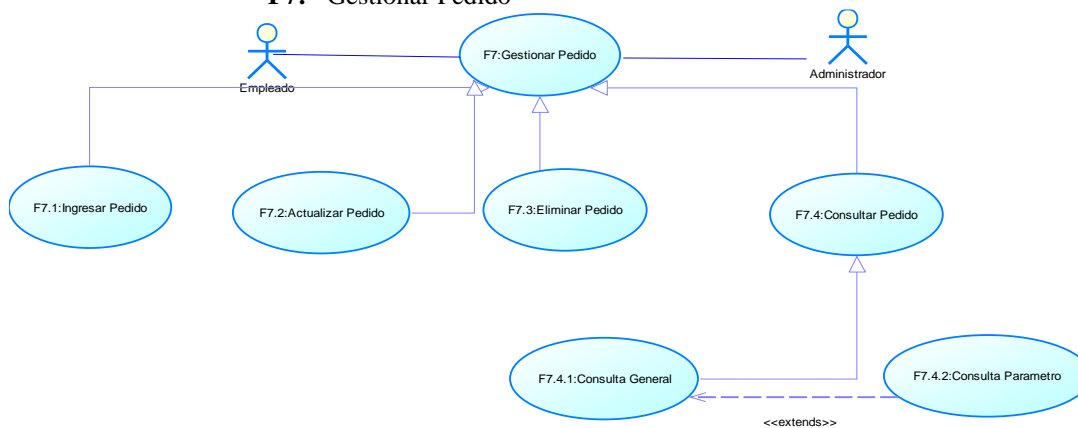 F7. Gestionar Pedido
F7:Gestionar Pedido
Empleado
Administrador
F7.1:Ingresar Pedido
F7.2:Actualizar Pedido
F7.3:Eliminar Pedido
F7.4:Consultar Pedido
F7.4.1:Consulta General
F7.4.2:Consulta Parametro
<<extends>>